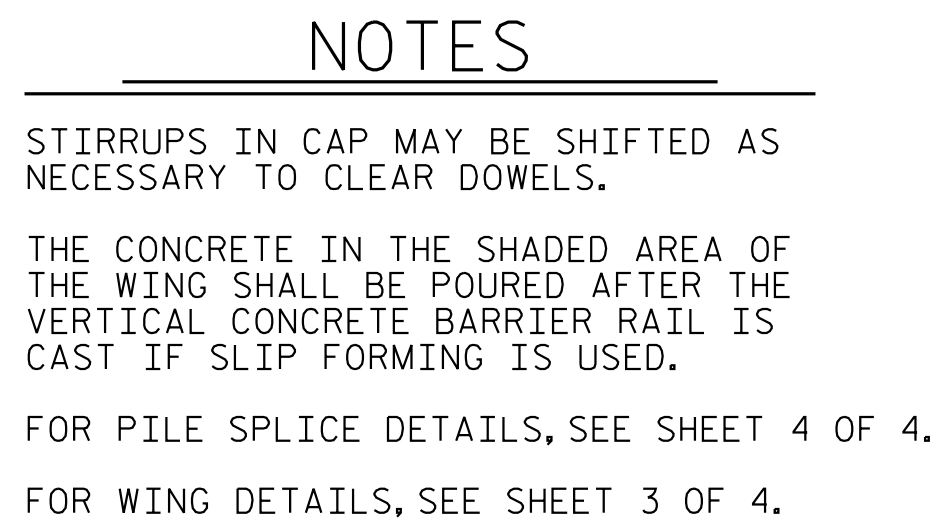 NOTES
STIRRUPS IN CAP MAY BE SHIFTED AS
NECESSARY TO CLEAR DOWELS.
THE CONCRETE IN THE SHADED AREA OF
THE WING SHALL BE POURED AFTER THE
VERTICAL CONCRETE BARRIER RAIL IS
CAST IF SLIP FORMING IS USED.
FOR PILE SPLICE DETAILS, SEE SHEET 4 OF 4.
FOR WING DETAILS, SEE SHEET 3 OF 4.